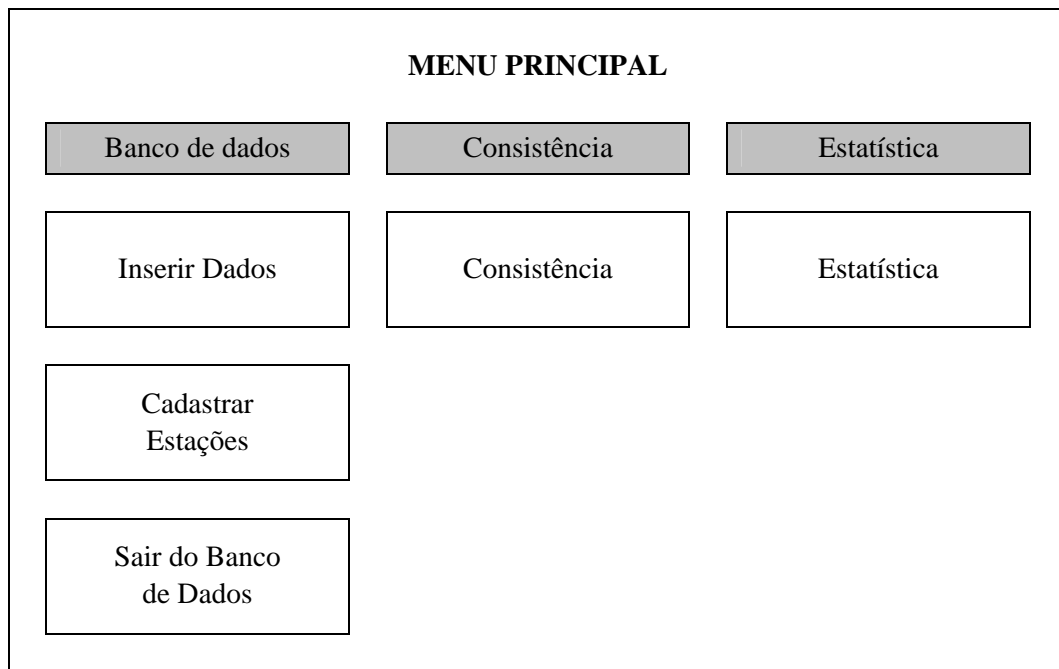 MENU PRINCIPAL
Banco de dados
Consistência
Estatística
Inserir Dados
Consistência
Estatística
Cadastrar
Estações
Sair do Banco
de Dados